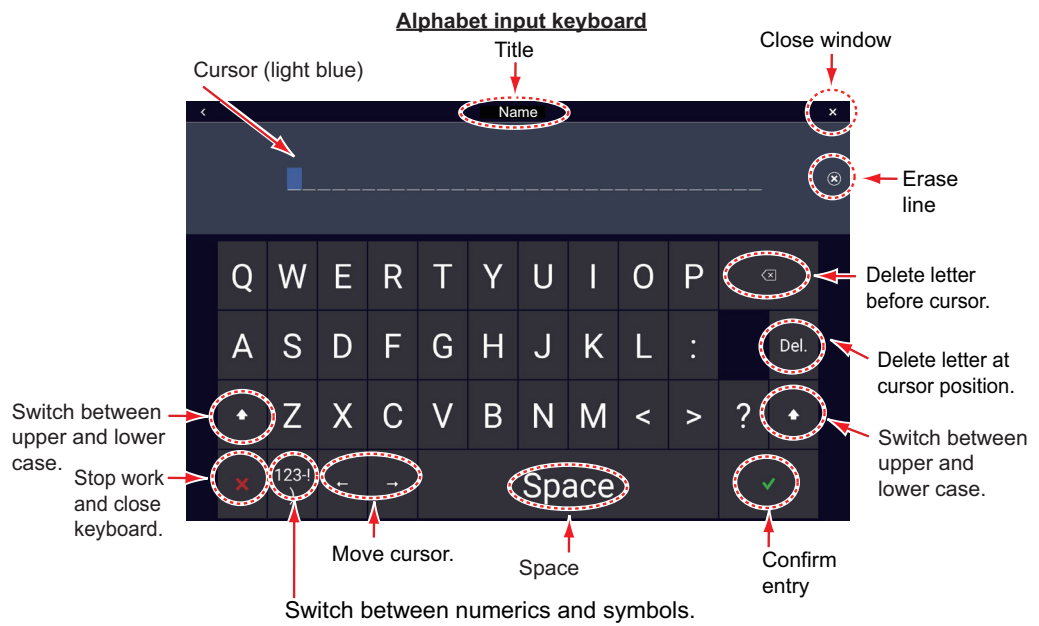 Alphabet input keyboard
Title
Close window
Cursor (light blue)
Name
Erase
line
Q W E R T Y U I O P
Delete letter
before cursor.
A S D F G H J K L :
Del.
Delete letter at
cursor position.
Z X C V B N M < > ?
Switch between
upper and lower
case.
Switch between
upper and
lower case.
Stop work
and close
keyboard.
123-!
)
← →
Space
Move cursor.
Space
Confirm
entry
Switch between numerics and symbols.